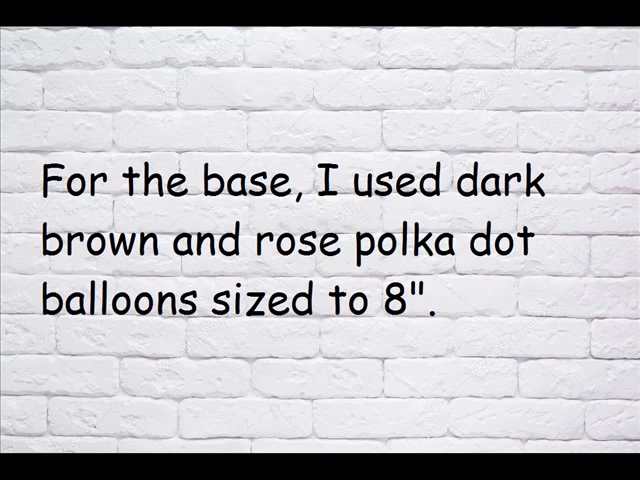 For the base, I used dark
brown and rose polka dot
balloons sized to 8".